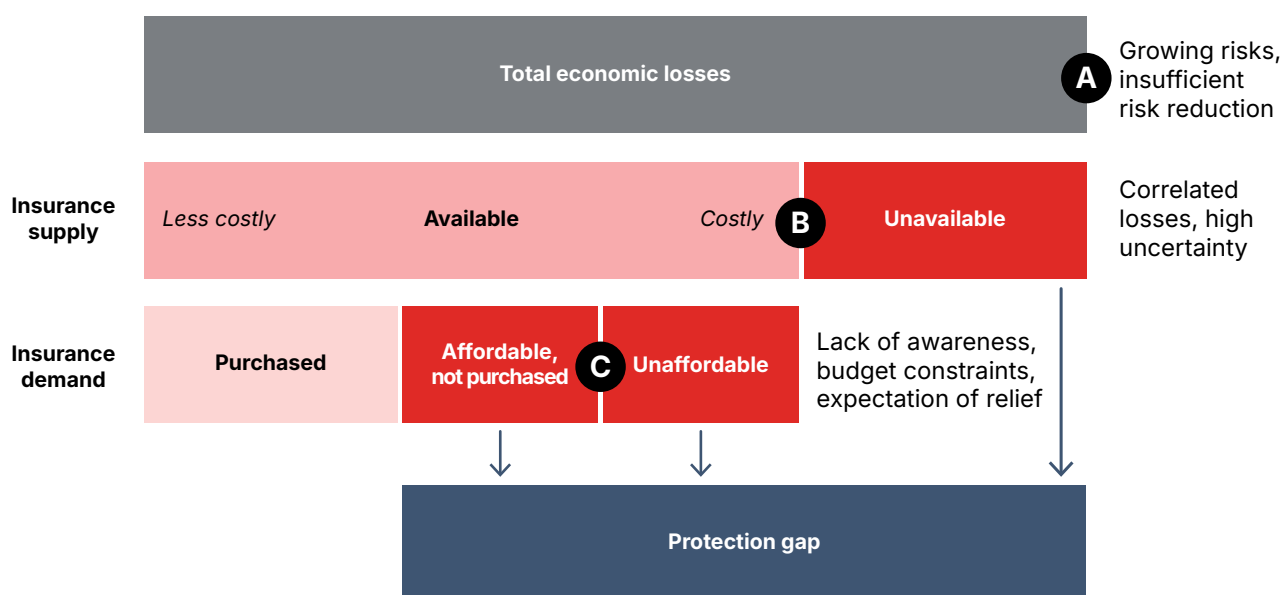 Total economic losses
A
Growing risks,
insufficient
risk reduction
Insurance
supply
Less costly
Available
Costly
B
Unavailable
Correlated
losses, high
uncertainty
Insurance
demand
Purchased
Affordable,
not purchased
C
Unaffordable
Lack of awareness,
budget constraints,
expectation of relief
Protection gap